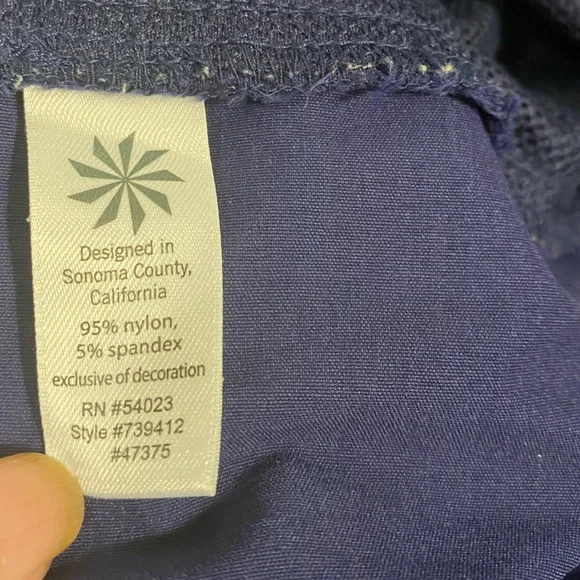 Designed in
Sonoma County,
California
95% nylon,
5% spandex
exclusive of decoration
RN #54023
Style #739412
#47375